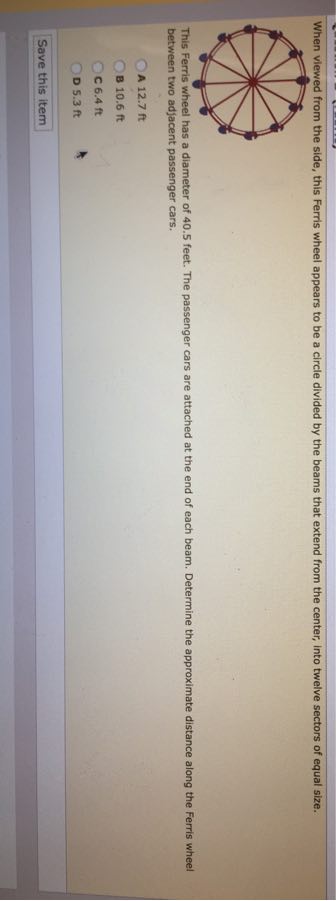 When viewed from the side, this Ferris wheel appears to be a circle divided by the beams that extend from the center, into twelve sectors of equal size.
This Ferris wheel has a diameter of 40.5 feet. The passenger cars are attached at the end of each beam. Determine the approximate distance along the Ferris wheel
between two adjacent passenger cars.
A 12.7 ft
B 10.6 ft
C 6.4 ft
D 5.3 ft
Save this item